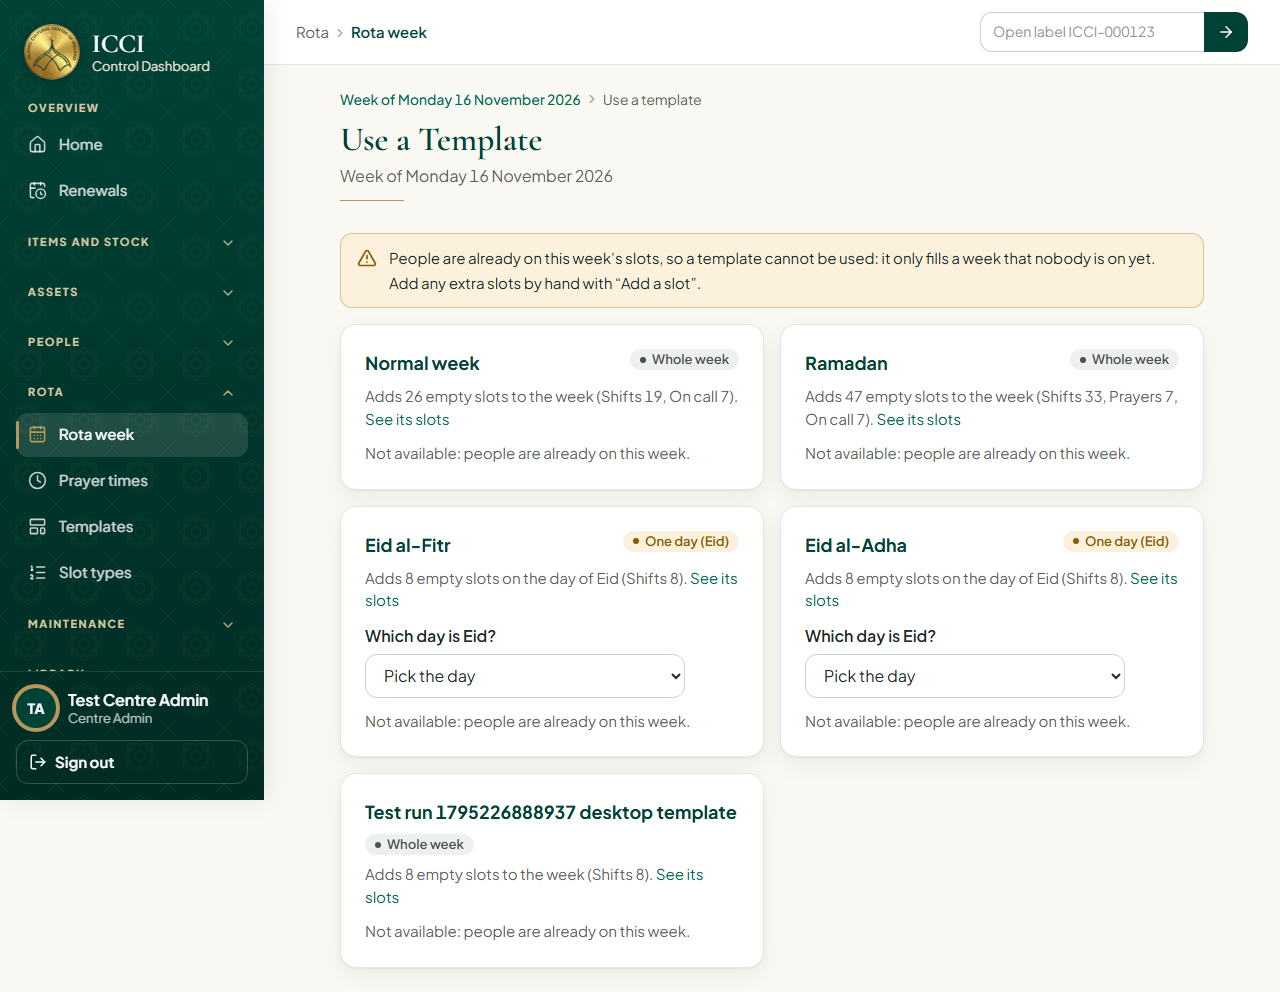 ICCI
Control Dashboard
OVERVIEW
Home
Renewals
ITEMS AND STOCK
ASSETS
PEOPLE
ROTA
Rota week
Prayer times
Templates
Slot types
MAINTENANCE
LIBRARY
TA
Test Centre Admin
Centre Admin
Sign out
Rota > Rota week
Open label ICCI-000123
Week of Monday 16 November 2026 > Use a template
Use a Template
Week of Monday 16 November 2026
People are already on this week's slots, so a template cannot be used: it only fills a week that nobody is on yet.
Add any extra slots by hand with “Add a slot”.
Normal week
Whole week
Adds 26 empty slots to the week (Shifts 19, On call 7).
See its slots
Not available: people are already on this week.
Ramadan
Whole week
Adds 47 empty slots to the week (Shifts 33, Prayers 7,
On call 7). See its slots
Not available: people are already on this week.
Eid al-Fitr
One day (Eid)
Adds 8 empty slots on the day of Eid (Shifts 8). See its
slots
Which day is Eid?
Pick the day
Not available: people are already on this week.
Eid al-Adha
One day (Eid)
Adds 8 empty slots on the day of Eid (Shifts 8). See its
slots
Which day is Eid?
Pick the day
Not available: people are already on this week.
Test run 1795226888937 desktop template
Whole week
Adds 8 empty slots to the week (Shifts 8). See its
slots
Not available: people are already on this week.